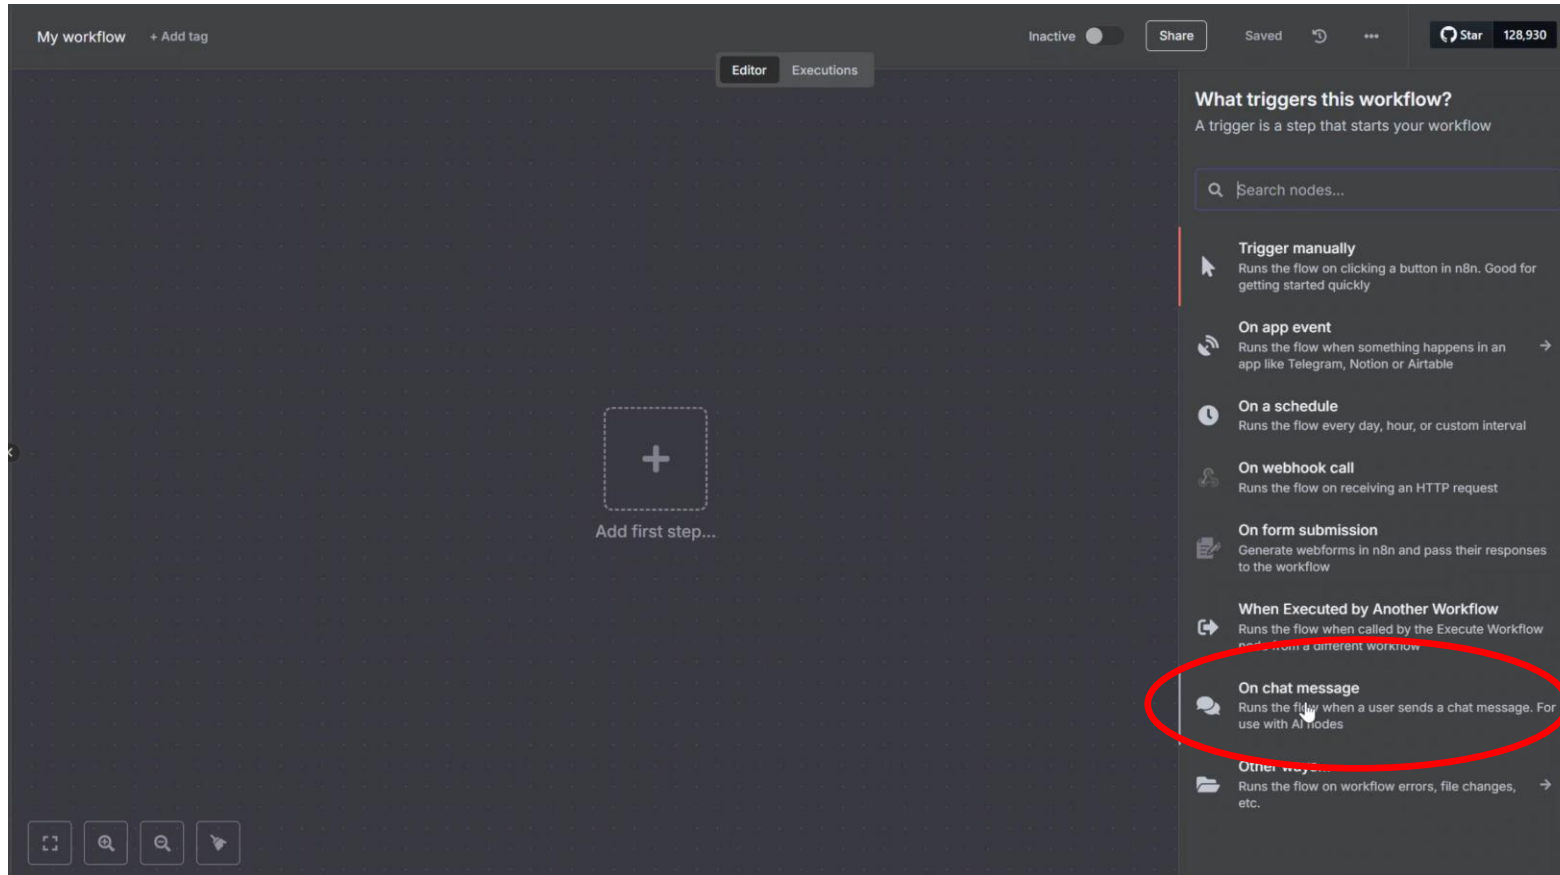 My workflow + Add tag
Inactive Share Saved Star 128,930
Editor Executions
What triggers this workflow?
A trigger is a step that starts your workflow
Search nodes...
Trigger manually
Runs the flow on clicking a button in n8n. Good for
getting started quickly
On app event
Runs the flow when something happens in an
app like Telegram, Notion or Airtable
On a schedule
Runs the flow every day, hour, or custom interval
On webhook call
Runs the flow on receiving an HTTP request
On form submission
Generate webforms in n8n and pass their responses
to the workflow
When Executed by Another Workflow
Runs the flow when called by the Execute Workflow
node from a different workflow
On chat message
Runs the flow when a user sends a chat message. For
use with AI nodes
Other ways...
Runs the flow on workflow errors, file changes,
etc.
Add first step...